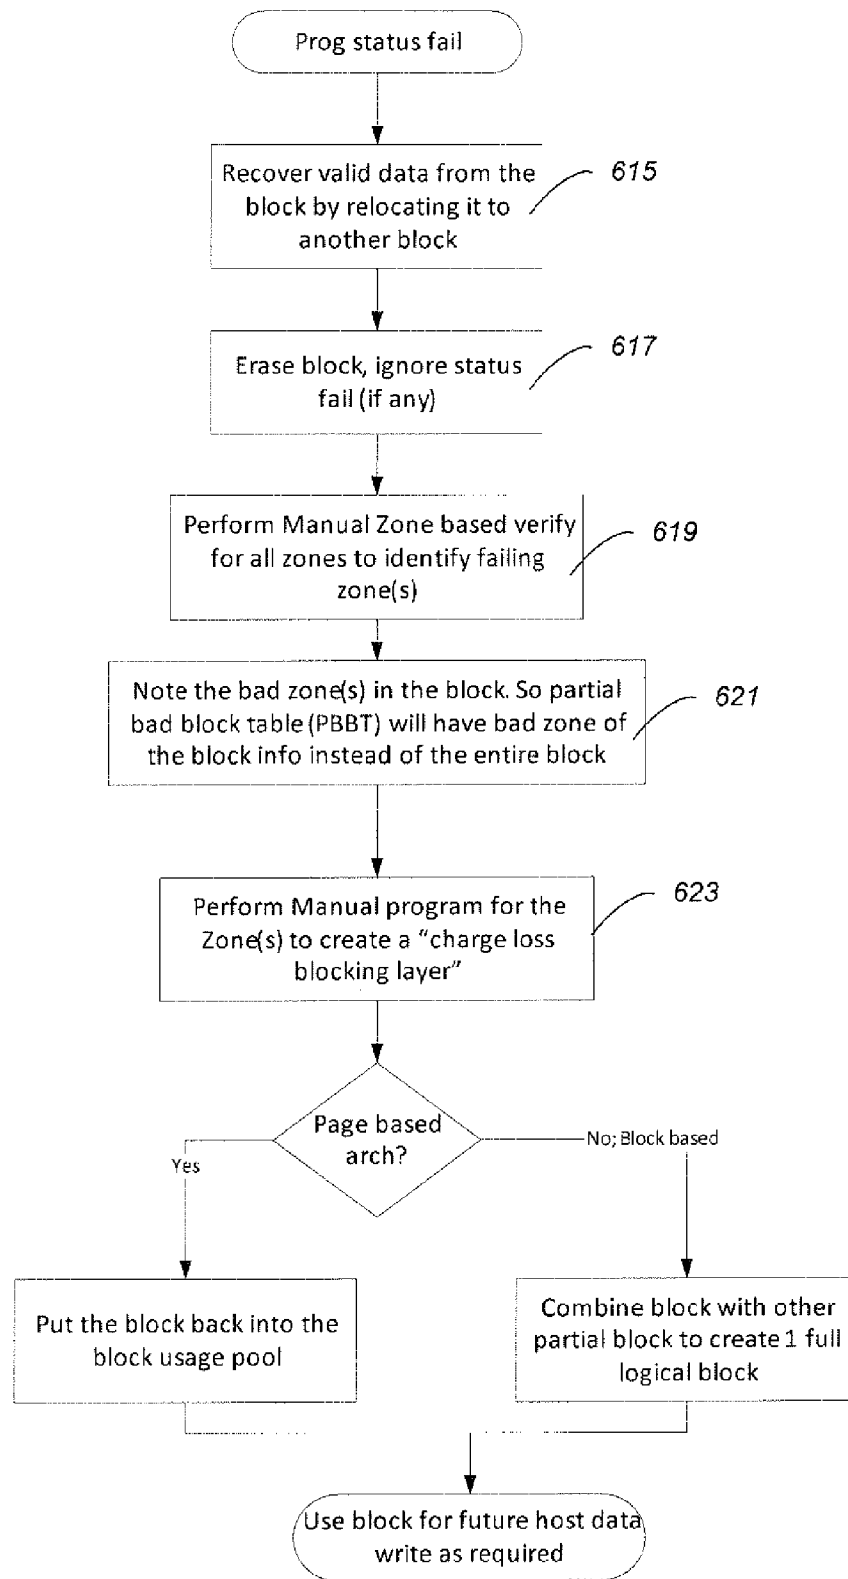 Prog status fail
Recover valid data from the
block by relocating it to
another block
615
Erase block, ignore status
fail (if any)
617
Perform Manual Zone based verify
for all zones to identify failing
zone(s)
619
Note the bad zone(s) in the block. So partial
bad block table (PBBT) will have bad zone of
the block info instead of the entire block
621
Perform Manual program for the
Zone(s) to create a “charge loss
blocking layer”
623
Page based
arch?
Yes
No; Block based
Put the block back into the
block usage pool
Combine block with other
partial block to create 1 full
logical block
Use block for future host data
write as required